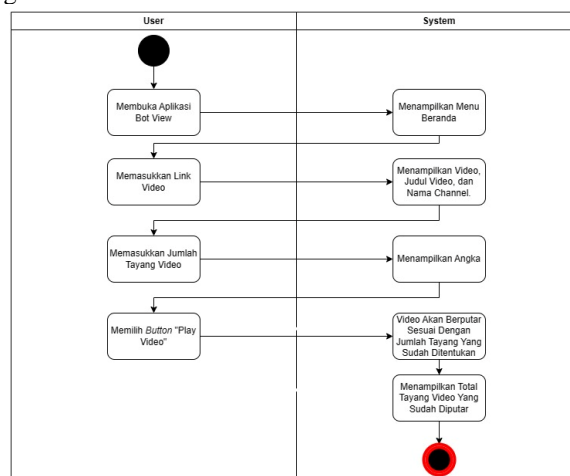 g
User
System
Membuka Aplikasi
Bot View
Menampilkan Menu
Beranda
Memasukkan Link
Video
Menampilkan Video,
Judul Video, dan
Nama Channel.
Memasukkan Jumlah
Tayang Video
Menampilkan Angka
Memilih Button "Play
Video"
Video Akan Berputar
Sesuai Dengan
Jumlah Tayang Yang
Sudah Ditentukan
Menampilkan Total
Tayang Video Yang
Sudah Diputar